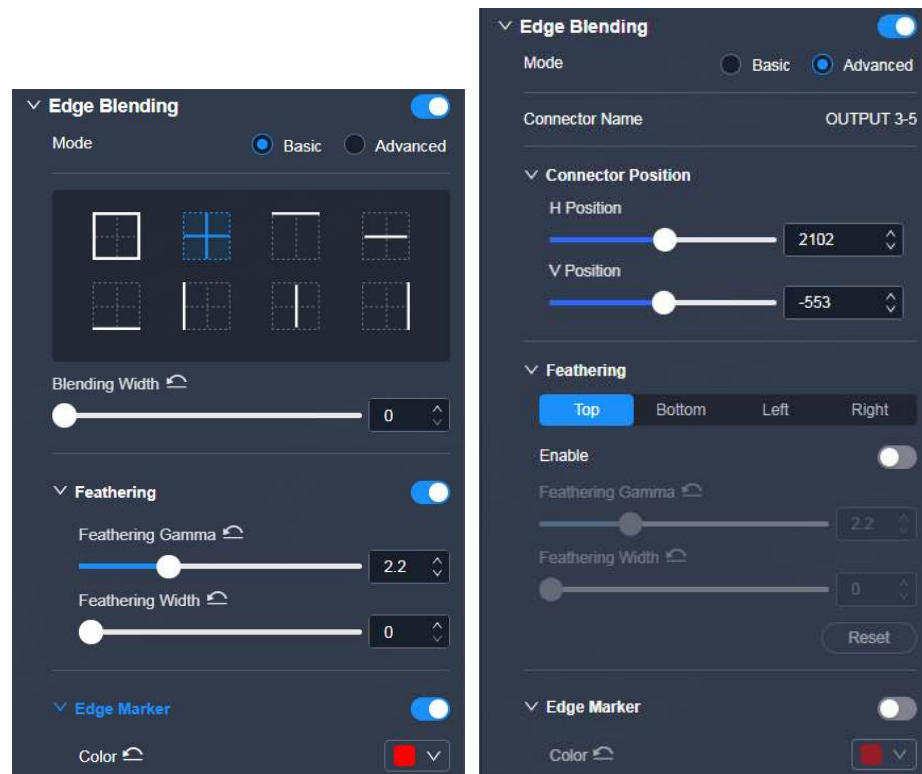 Edge Blending
Mode Basic Advanced
Blending Width
0
Feathering
Feathering Gamma
2.2
Feathering Width
0
Edge Marker
Color
Edge Blending
Mode Basic Advanced
Connector Name OUTPUT 3-5
Connector Position
H Position
2102
V Position
-553
Feathering
Top Bottom Left Right
Enable
Feathering Gamma
2.2
Feathering Width
0
Reset
Edge Marker
Color